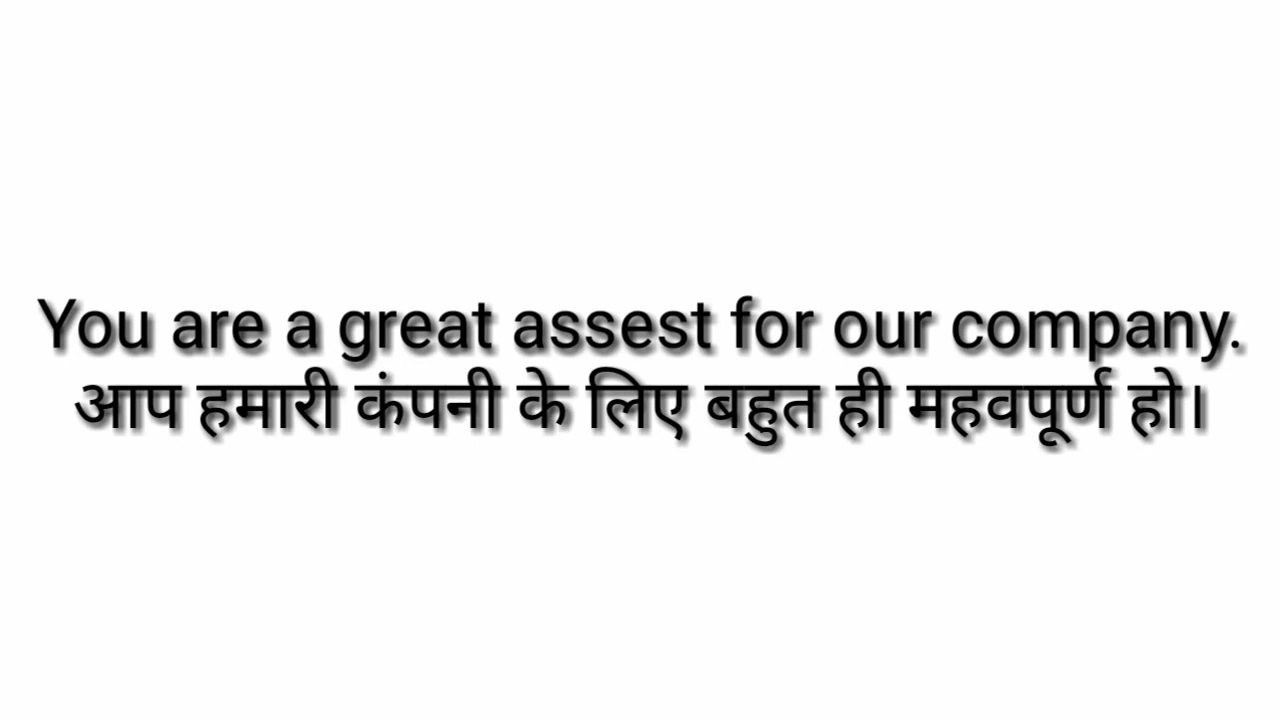 You are a great assest for our company.
आप हमारी कंपनी के लिए बहुत ही महवपूर्ण हो।